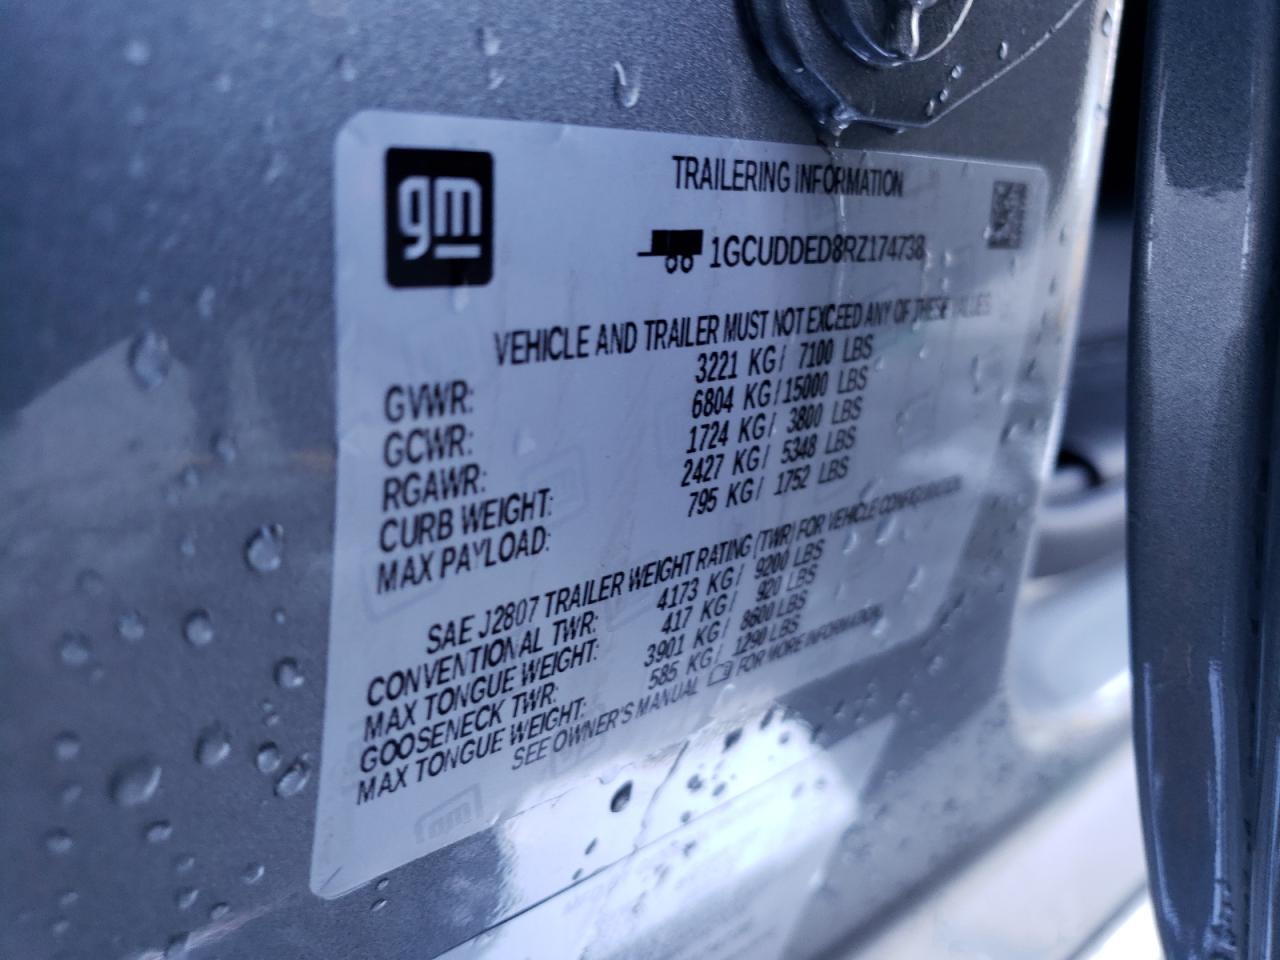 gm
TRAILERING INFORMATION
1GCUDDED8RZ174738
VEHICLE AND TRAILER MUST NOT EXCEED ANY OF THESE VALUES
GVWR: 3221 KG/ 7100 LBS
GCWR: 6804 KG/15000 LBS
RGAWR: 1724 KG/ 3800 LBS
CURB WEIGHT: 2427 KG/ 5348 LBS
MAX PAYLOAD: 795 KG/ 1752 LBS
SAE J2807 TRAILER WEIGHT RATING (TWR) FOR VEHICLE CONFIGURATION
CONVENTIONAL TWR: 4173 KG/ 9200 LBS
MAX TONGUE WEIGHT: 417 KG/ 920 LBS
GOOSENECK TWR: 3901 KG/ 8600 LBS
MAX TONGUE WEIGHT: 585 KG/ 1290 LBS
SEE OWNER'S MANUAL FOR MORE INFORMATION
gm